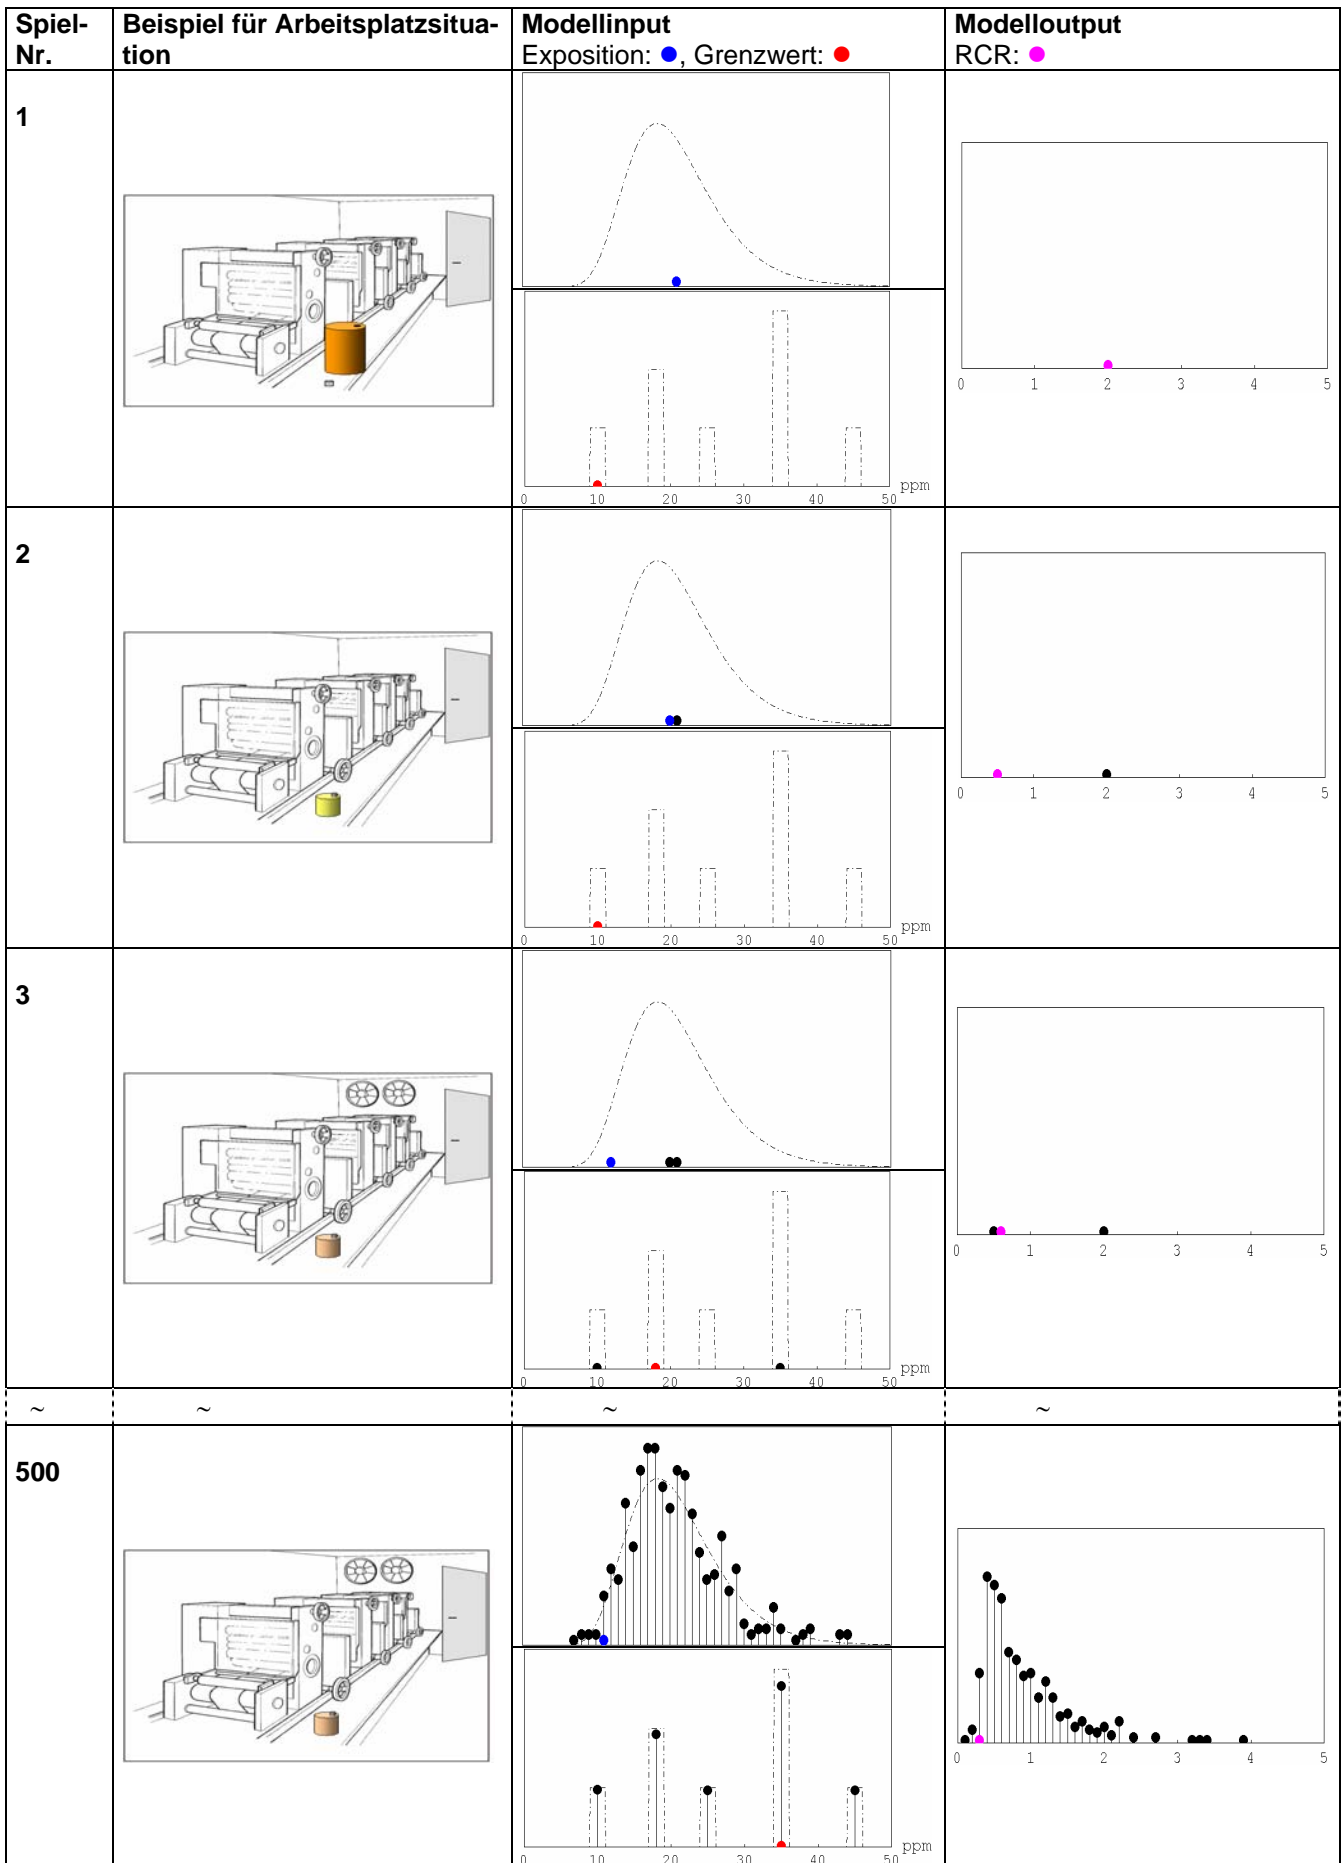 Spiel-
Nr.
Beispiel für Arbeitsplatzsitua-
tion
Modellinput
Exposition: ●, Grenzwert: ●
Modelloutput
RCR: ●
1
0 10 20 30 40 50 ppm
0 1 2 3 4 5
2
0 10 20 30 40 50 ppm
0 1 2 3 4 5
3
0 10 20 30 40 50 ppm
0 1 2 3 4 5
~ ~ ~ ~
500
0 10 20 30 40 50 ppm
0 1 2 3 4 5